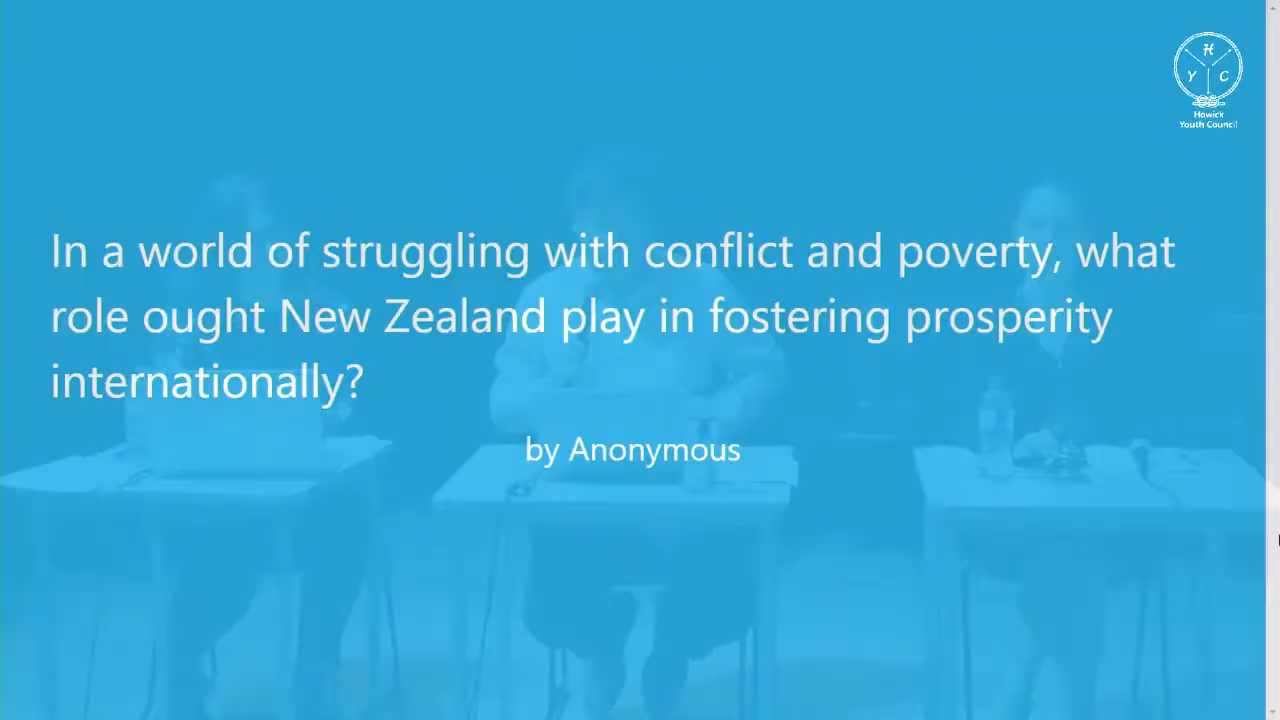 H
Y C
Howick
Youth Council
In a world of struggling with conflict and poverty, what
role ought New Zealand play in fostering prosperity
internationally?
by Anonymous